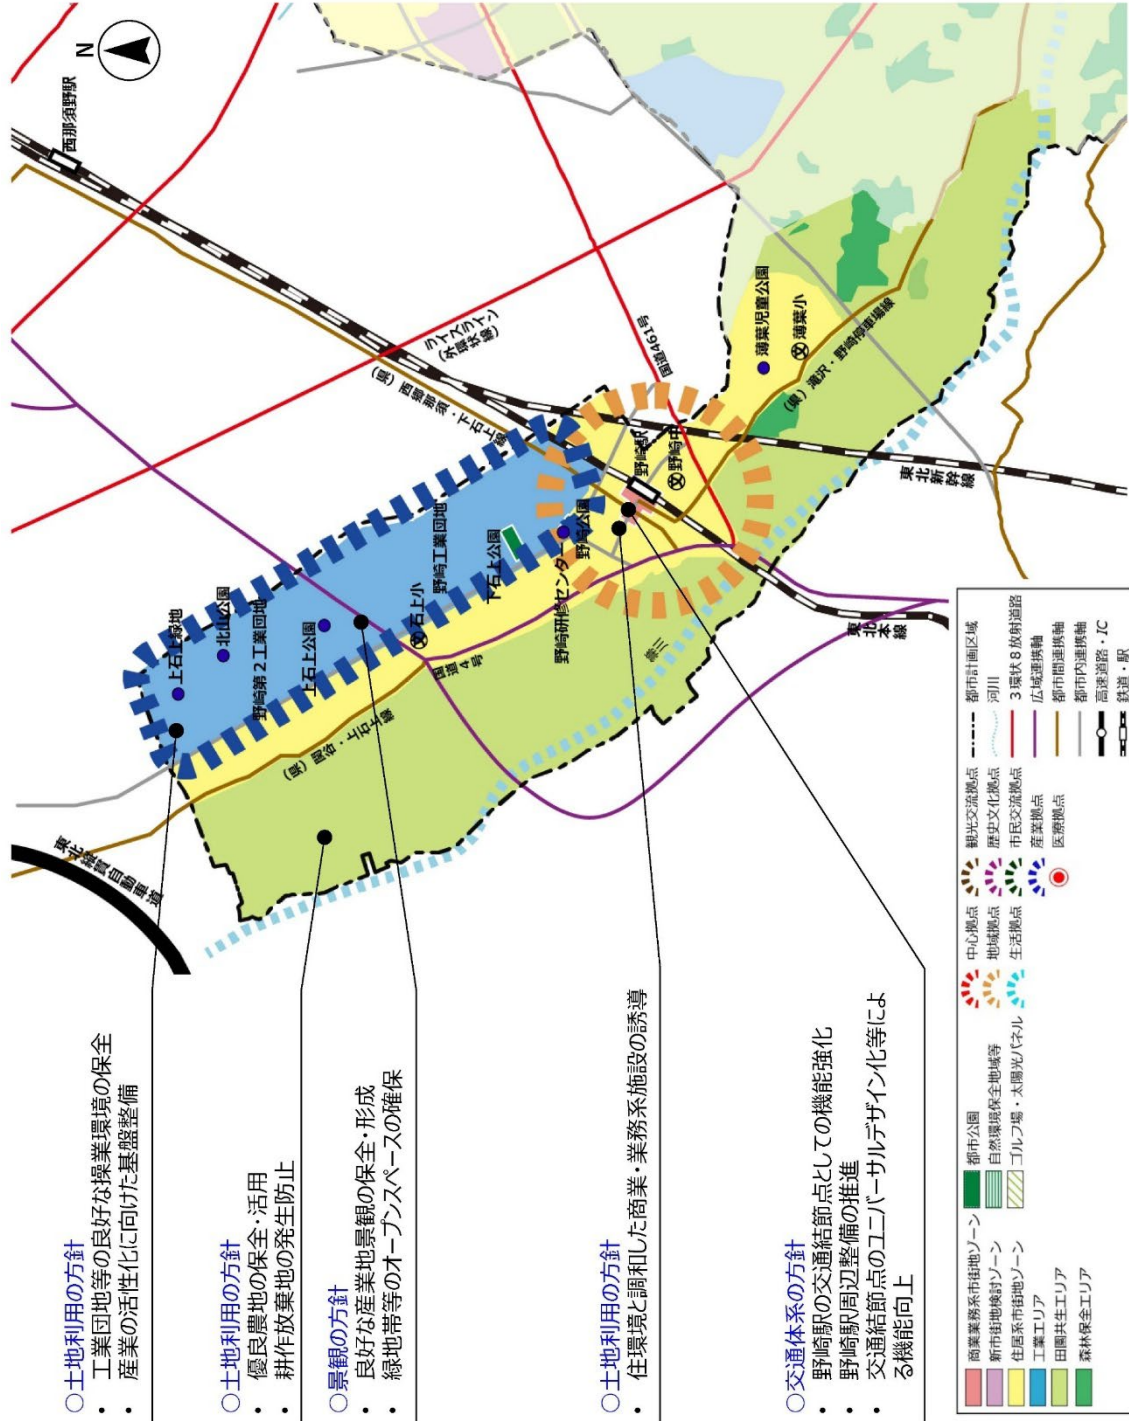 ○土地利用の方針
・ 工業団地等の良好な操業環境の保全
・ 産業の活性化に向けた基盤整備
○土地利用の方針
・ 優良農地の保全・活用
・ 耕作放棄地の発生防止
○景観の方針
・ 良好な産業地景観の保全・形成
・ 緑地帯等のオープンスペースの確保
○土地利用の方針
・ 住環境と調和した商業・業務系施設の誘導
○交通体系の方針
・ 野崎駅の交通結節点としての機能強化
・ 野崎駅周辺整備の推進
・ 交通結節点のユニバーサルデザイン化等によ
る機能向上
N
西那須野駅
東北縦貫自動車道
ライスライン
(外環状線)
(県)西郷那須・下石上線
上石上緑地
北山公園
野崎第2工業団地
上石上公園
野崎工業団地
石上小
下石上公園
国道4号
(県)関谷・上石上線
野崎研修センター
野崎公園
野崎駅
野崎中
国道461号
薄葉児童公園
薄葉小
(県)滝沢・野崎停車場線
東北新幹線
東北本線
商業業務系市街地ゾーン
新市街地検討ゾーン
住居系市街地ゾーン
工業エリア
田園共生エリア
森林保全エリア
都市公園
自然環境保全地域等
ゴルフ場・太陽光パネル
中心拠点
地域拠点
生活拠点
観光交流拠点
歴史文化拠点
市民交流拠点
産業拠点
医療拠点
都市計画区域
河川
3環状8放射道路
広域連携軸
都市間連携軸
都市内連携軸
高速道路・IC
鉄道・駅